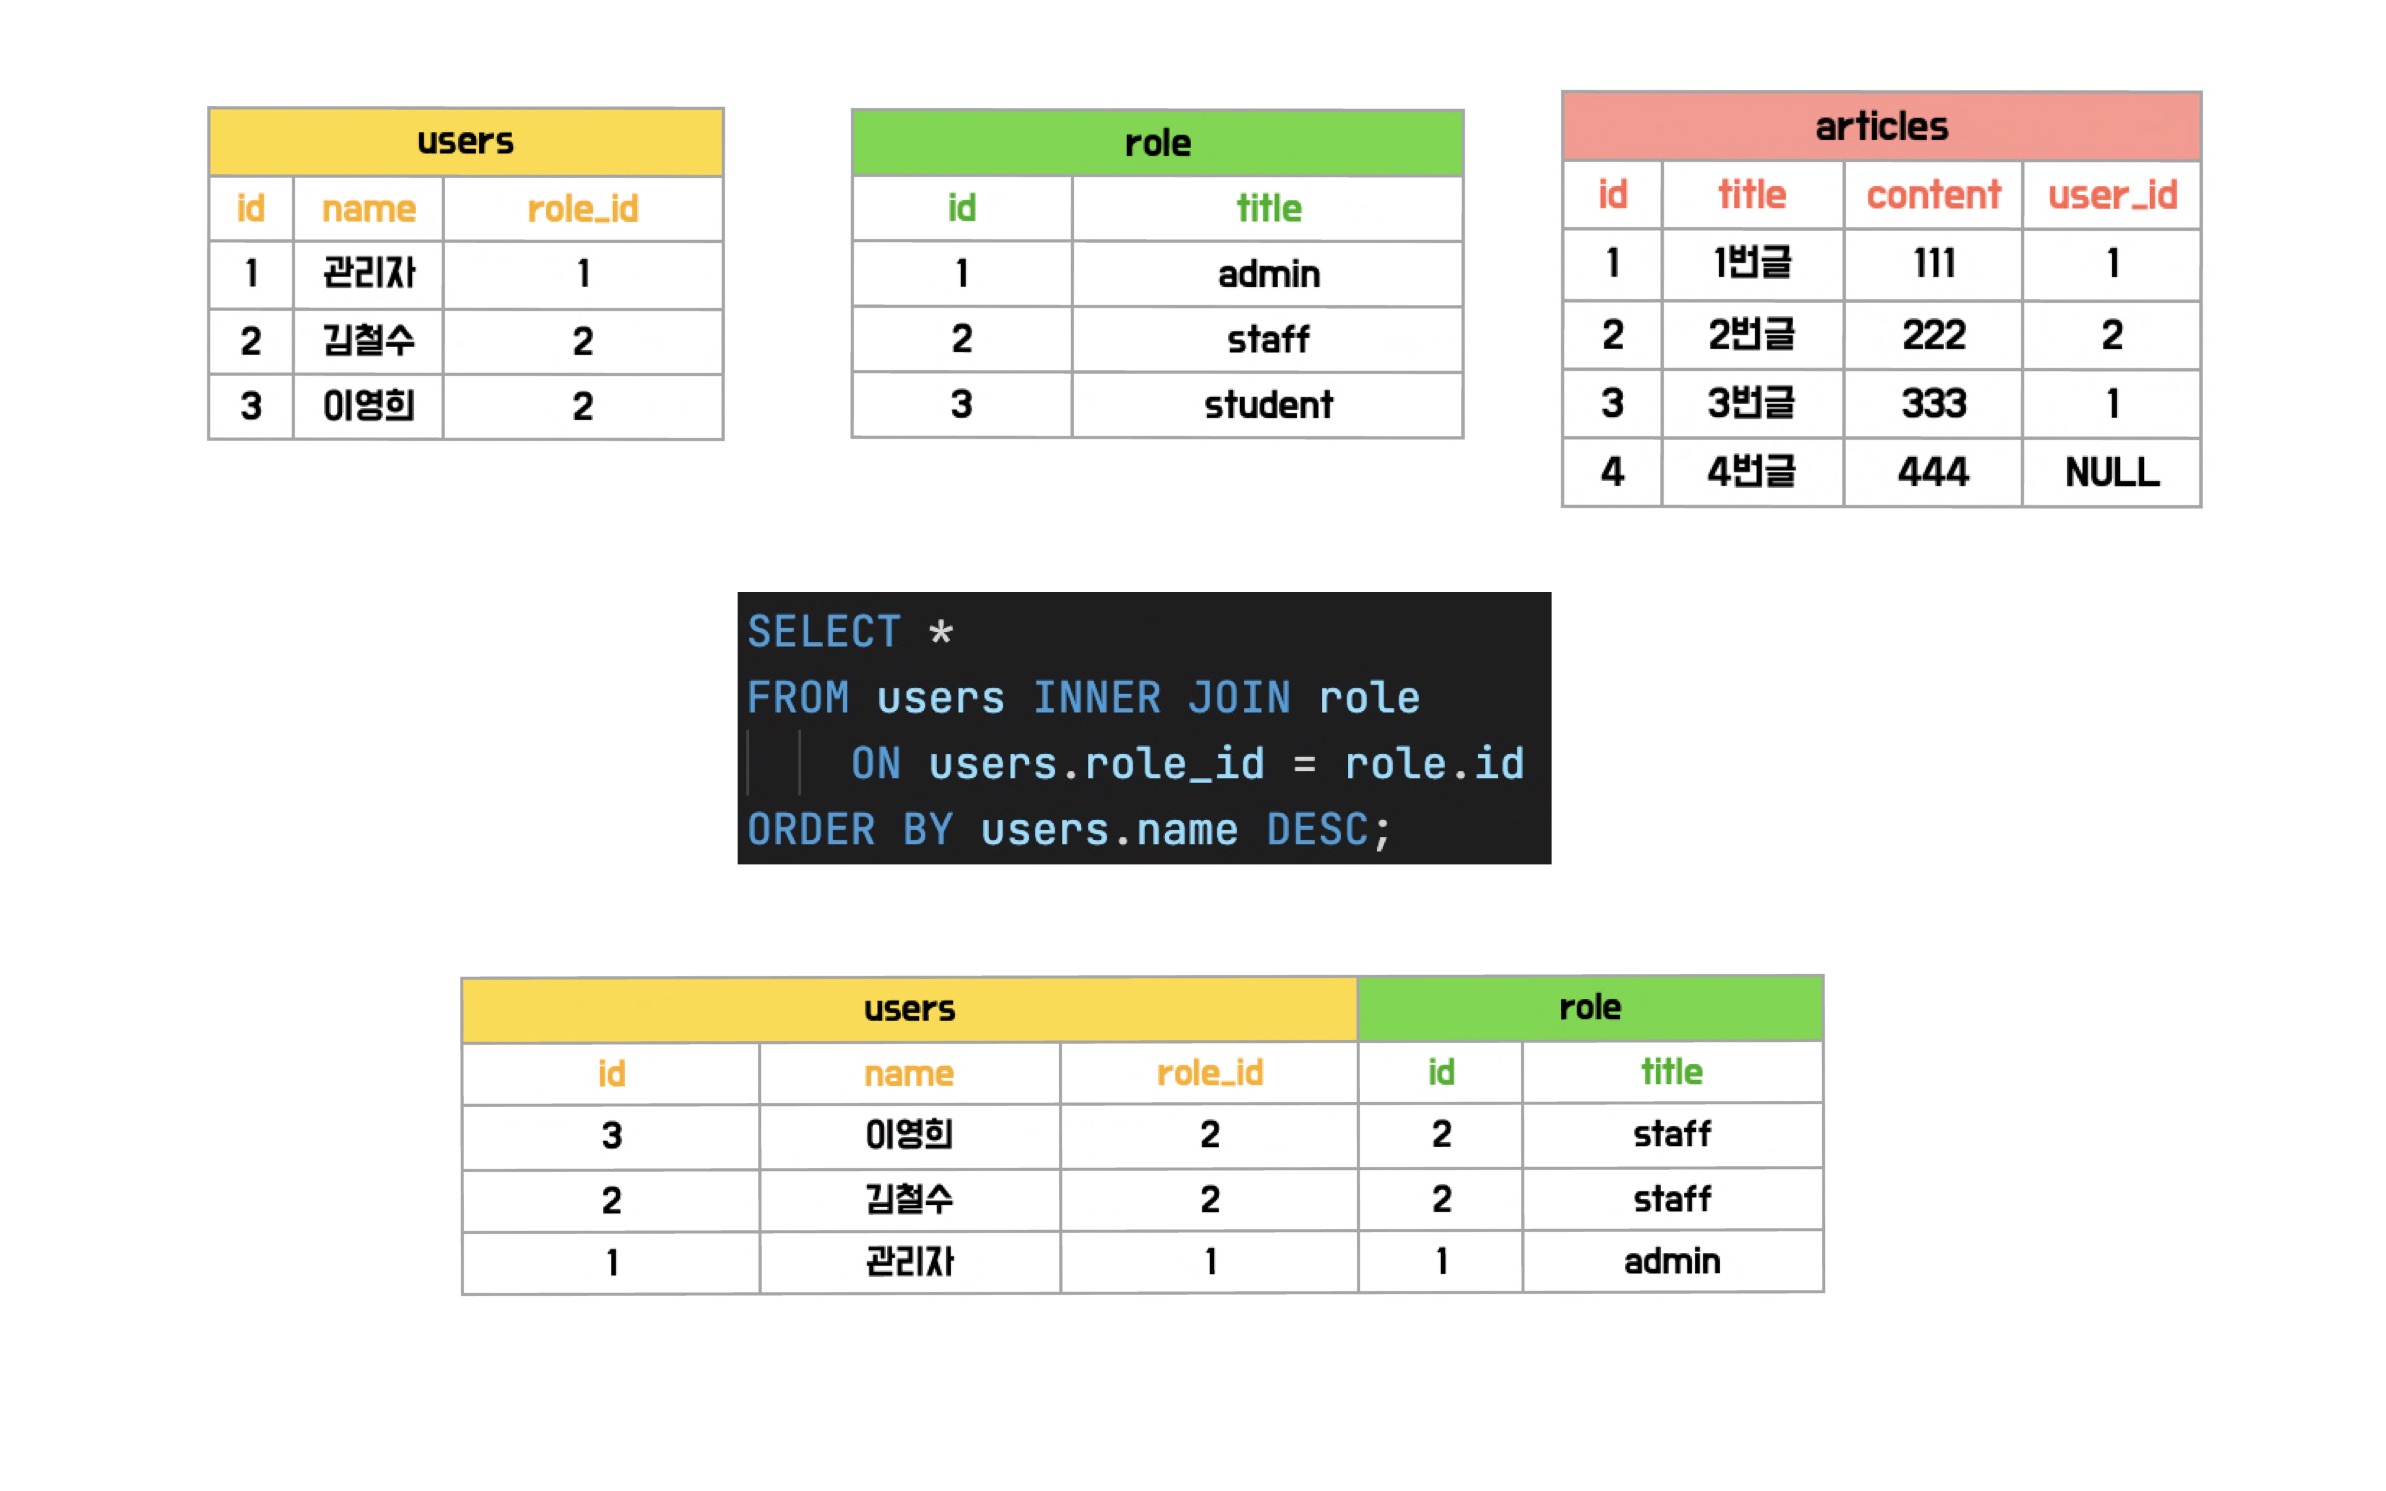 users
id name role_id
1 관리자 1
2 김철수 2
3 이영희 2
role
id title
1 admin
2 staff
3 student
articles
id title content user_id
1 1번글 111 1
2 2번글 222 2
3 3번글 333 1
4 4번글 444 NULL
SELECT *
FROM users INNER JOIN role
ON users.role_id = role.id
ORDER BY users.name DESC;
users role
id name role_id id title
3 이영희 2 2 staff
2 김철수 2 2 staff
1 관리자 1 1 admin